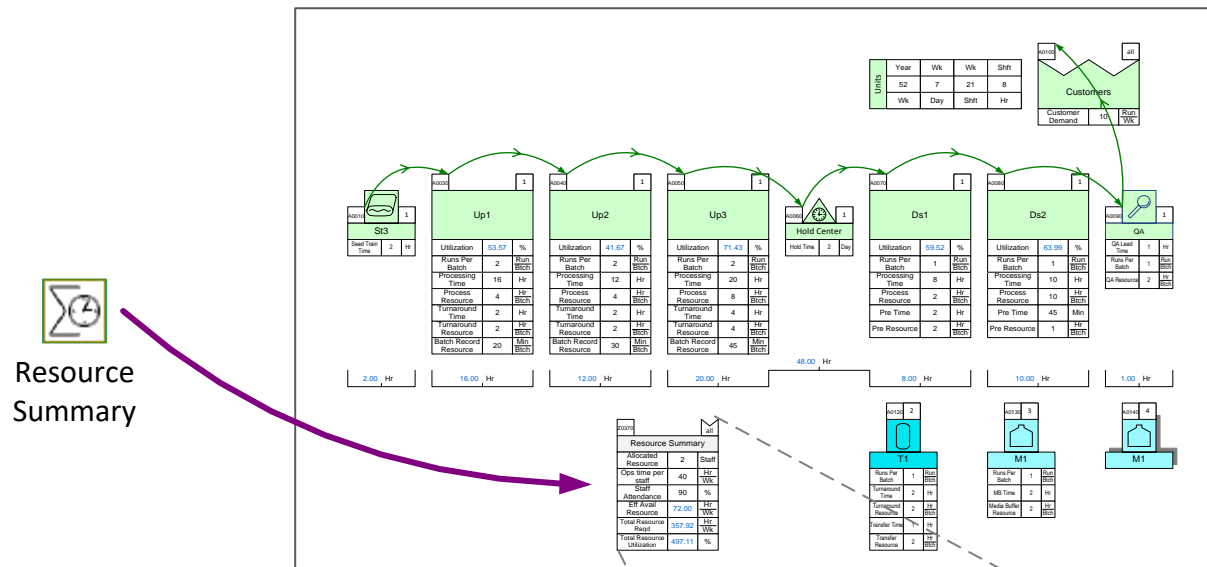 Resource
Summary
Units
Year Wk Wk Shft
52 7 21 8
Wk Day Shft Hr
A0100 all
Customers
Customer Demand 10 Run Wk
A0010 1
St3
Seed Train Time 2 Hr
A0030 1
Up1
Utilization 53.57 %
Runs Per Batch 2 Run Btch
Processing Time 16 Hr
Process Resource 4 Hr Btch
Turnaround Time 2 Hr
Turnaround Resource 2 Hr Btch
Batch Record Resource 20 Min Btch
A0040 1
Up2
Utilization 41.67 %
Runs Per Batch 2 Run Btch
Processing Time 12 Hr
Process Resource 4 Hr Btch
Turnaround Time 2 Hr
Turnaround Resource 2 Hr Btch
Batch Record Resource 30 Min Btch
A0050 1
Up3
Utilization 71.43 %
Runs Per Batch 2 Run Btch
Processing Time 20 Hr
Process Resource 8 Hr Btch
Turnaround Time 4 Hr
Turnaround Resource 4 Hr Btch
Batch Record Resource 45 Min Btch
A0060 1
Hold Center
Hold Time 2 Day
A0070 1
Ds1
Utilization 59.52 %
Runs Per Batch 1 Run Btch
Processing Time 8 Hr
Process Resource 2 Hr Btch
Pre Time 2 Hr
Pre Resource 2 Hr Btch
A0080 1
Ds2
Utilization 63.99 %
Runs Per Batch 1 Run Btch
Processing Time 10 Hr
Process Resource 10 Hr Btch
Pre Time 45 Min
Pre Resource 1 Hr Btch
A0090 1
QA
QA Lead Time 1 Hr
Runs Per Batch 1 Run Btch
QA Resource 2 Hr Btch
2.00 Hr 16.00 Hr 12.00 Hr 20.00 Hr 48.00 Hr 8.00 Hr 10.00 Hr 1.00 Hr
Z0370 all
Resource Summary
Allocated Resource 2 Staff
Ops time per staff 40 Hr Wk
Staff Attendance 90 %
Eff Avail Resource 72.00 Hr Wk
Total Resource Reqd 357.92 Hr Wk
Total Resource Utilization 497.11 %
A0120 2
T1
Runs Per Batch 1 Run Btch
Turnaround Time 2 Hr
Turnaround Resource 2 Hr Btch
Transfer Time 1 Hr
Transfer Resource 2 Hr Btch
A0130 3
M1
Runs Per Batch 1 Run Btch
MB Time 2 Hr
Media Buffer Resource 2 Hr Btch
A0140 4
M1